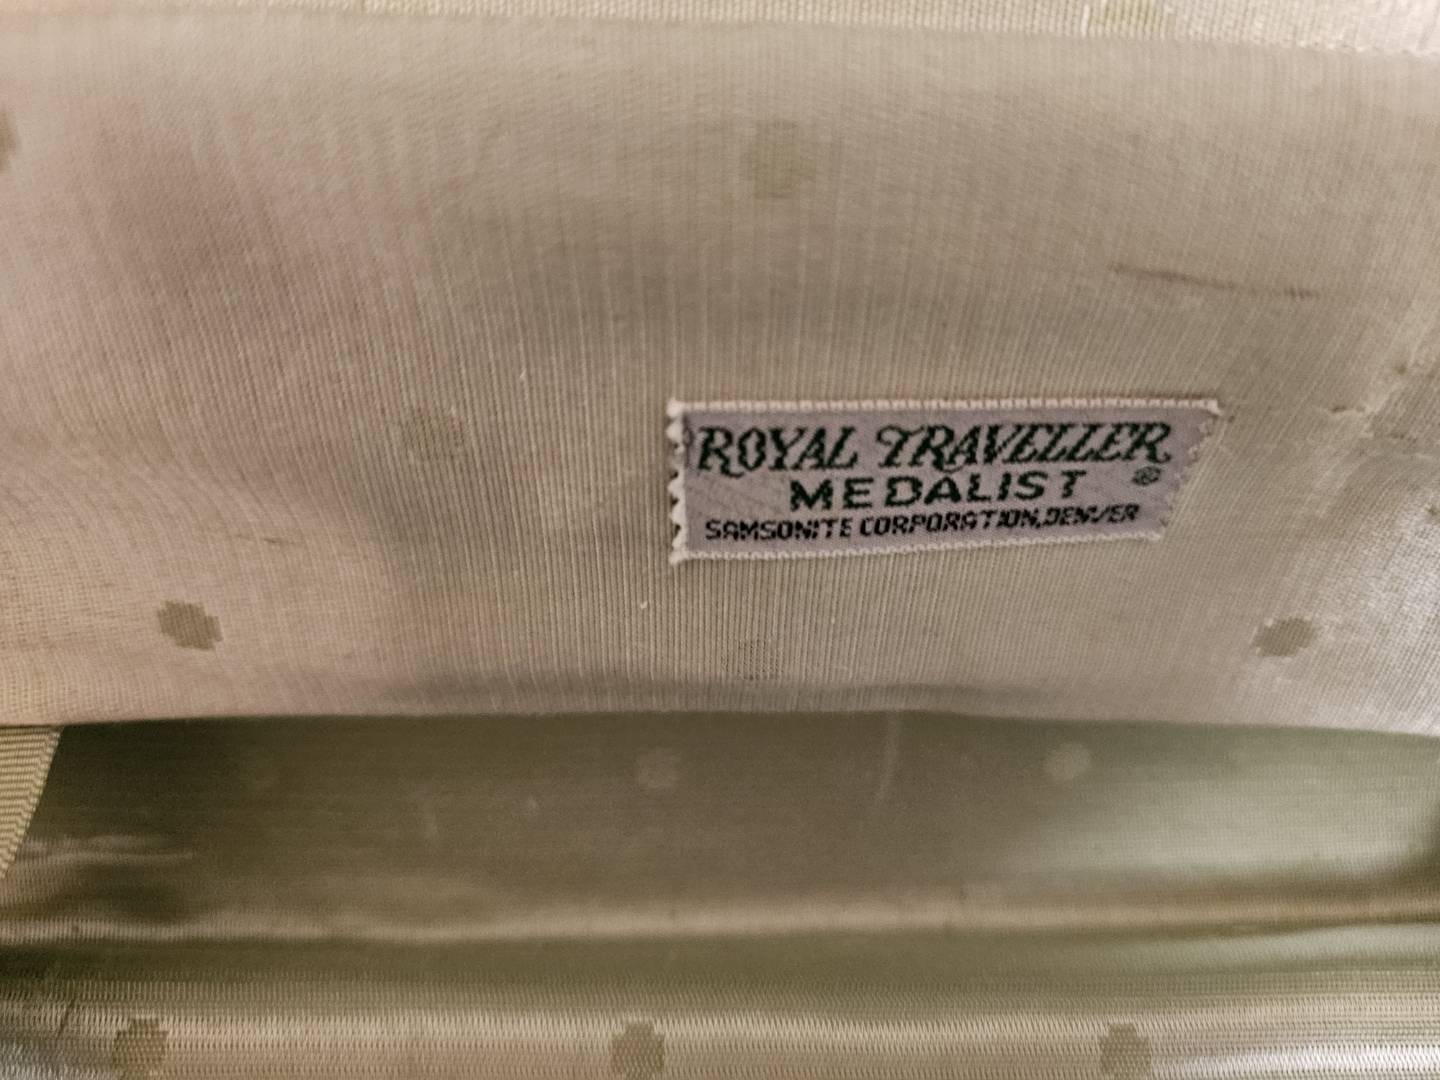 ROYAL TRAVELLER
MEDALIST ®
SAMSONITE CORPORATION, DENVER